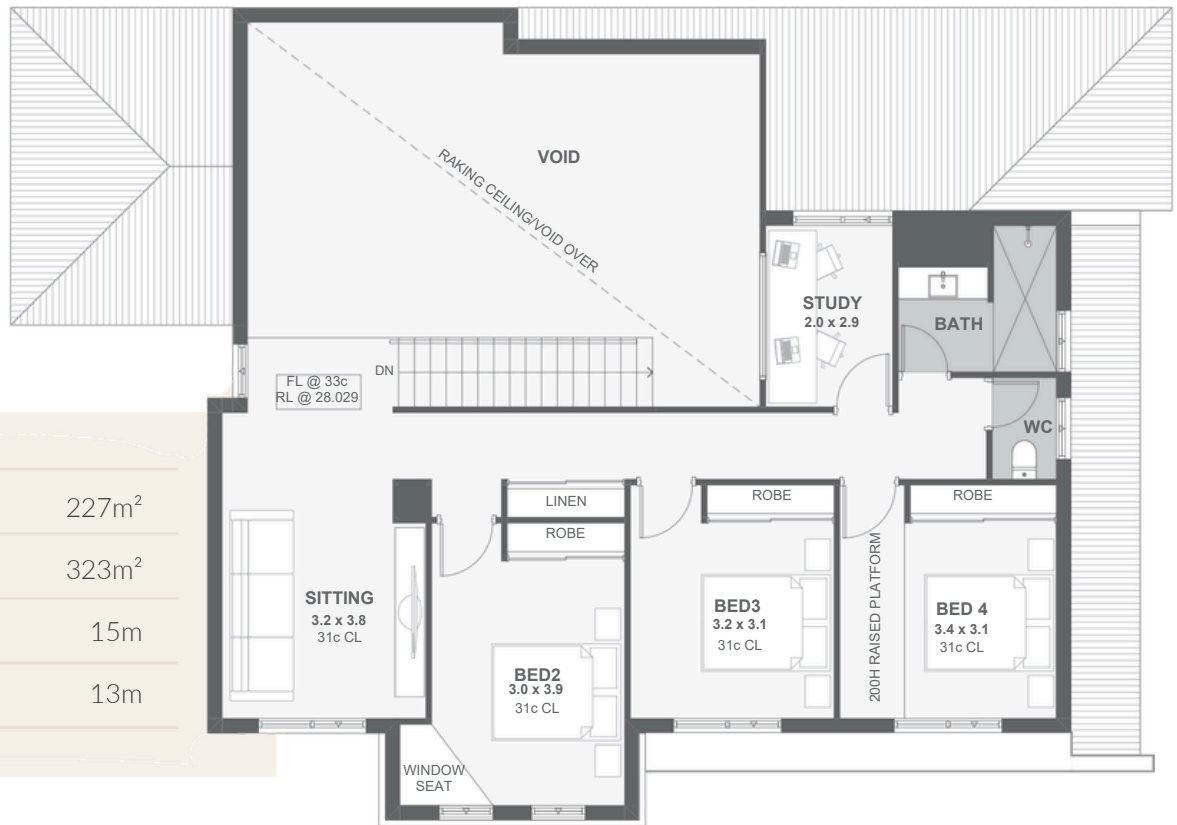 VOID
RAKING CEILING/VOID OVER
STUDY
2.0 x 2.9
BATH
DN
FL @ 33c
RL @ 28.029
WC
227m²
323m²
15m
13m
LINEN
ROBE
ROBE
ROBE
SITTING
3.2 x 3.8
31c CL
BED2
3.0 x 3.9
31c CL
BED3
3.2 x 3.1
31c CL
200H RAISED PLATFORM
BED 4
3.4 x 3.1
31c CL
WINDOW
SEAT